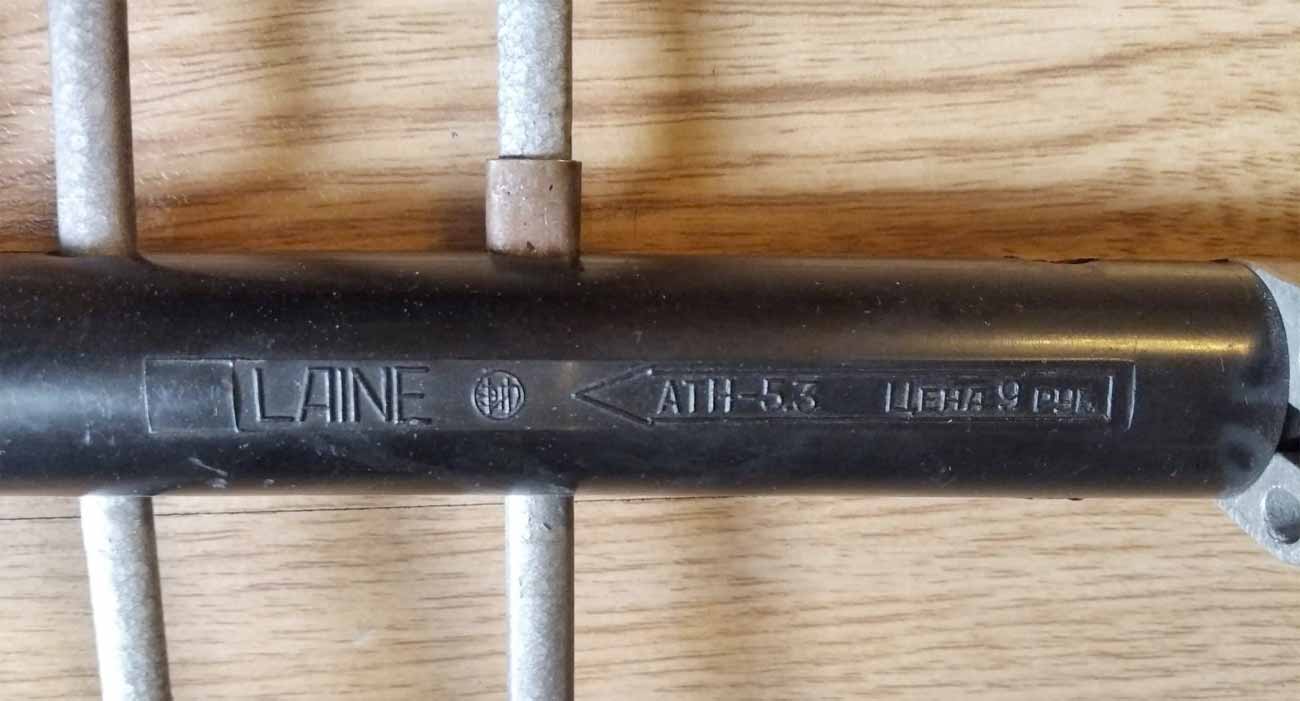 LAINE АТН-5.3 ЦЕНА 9 РУБ.